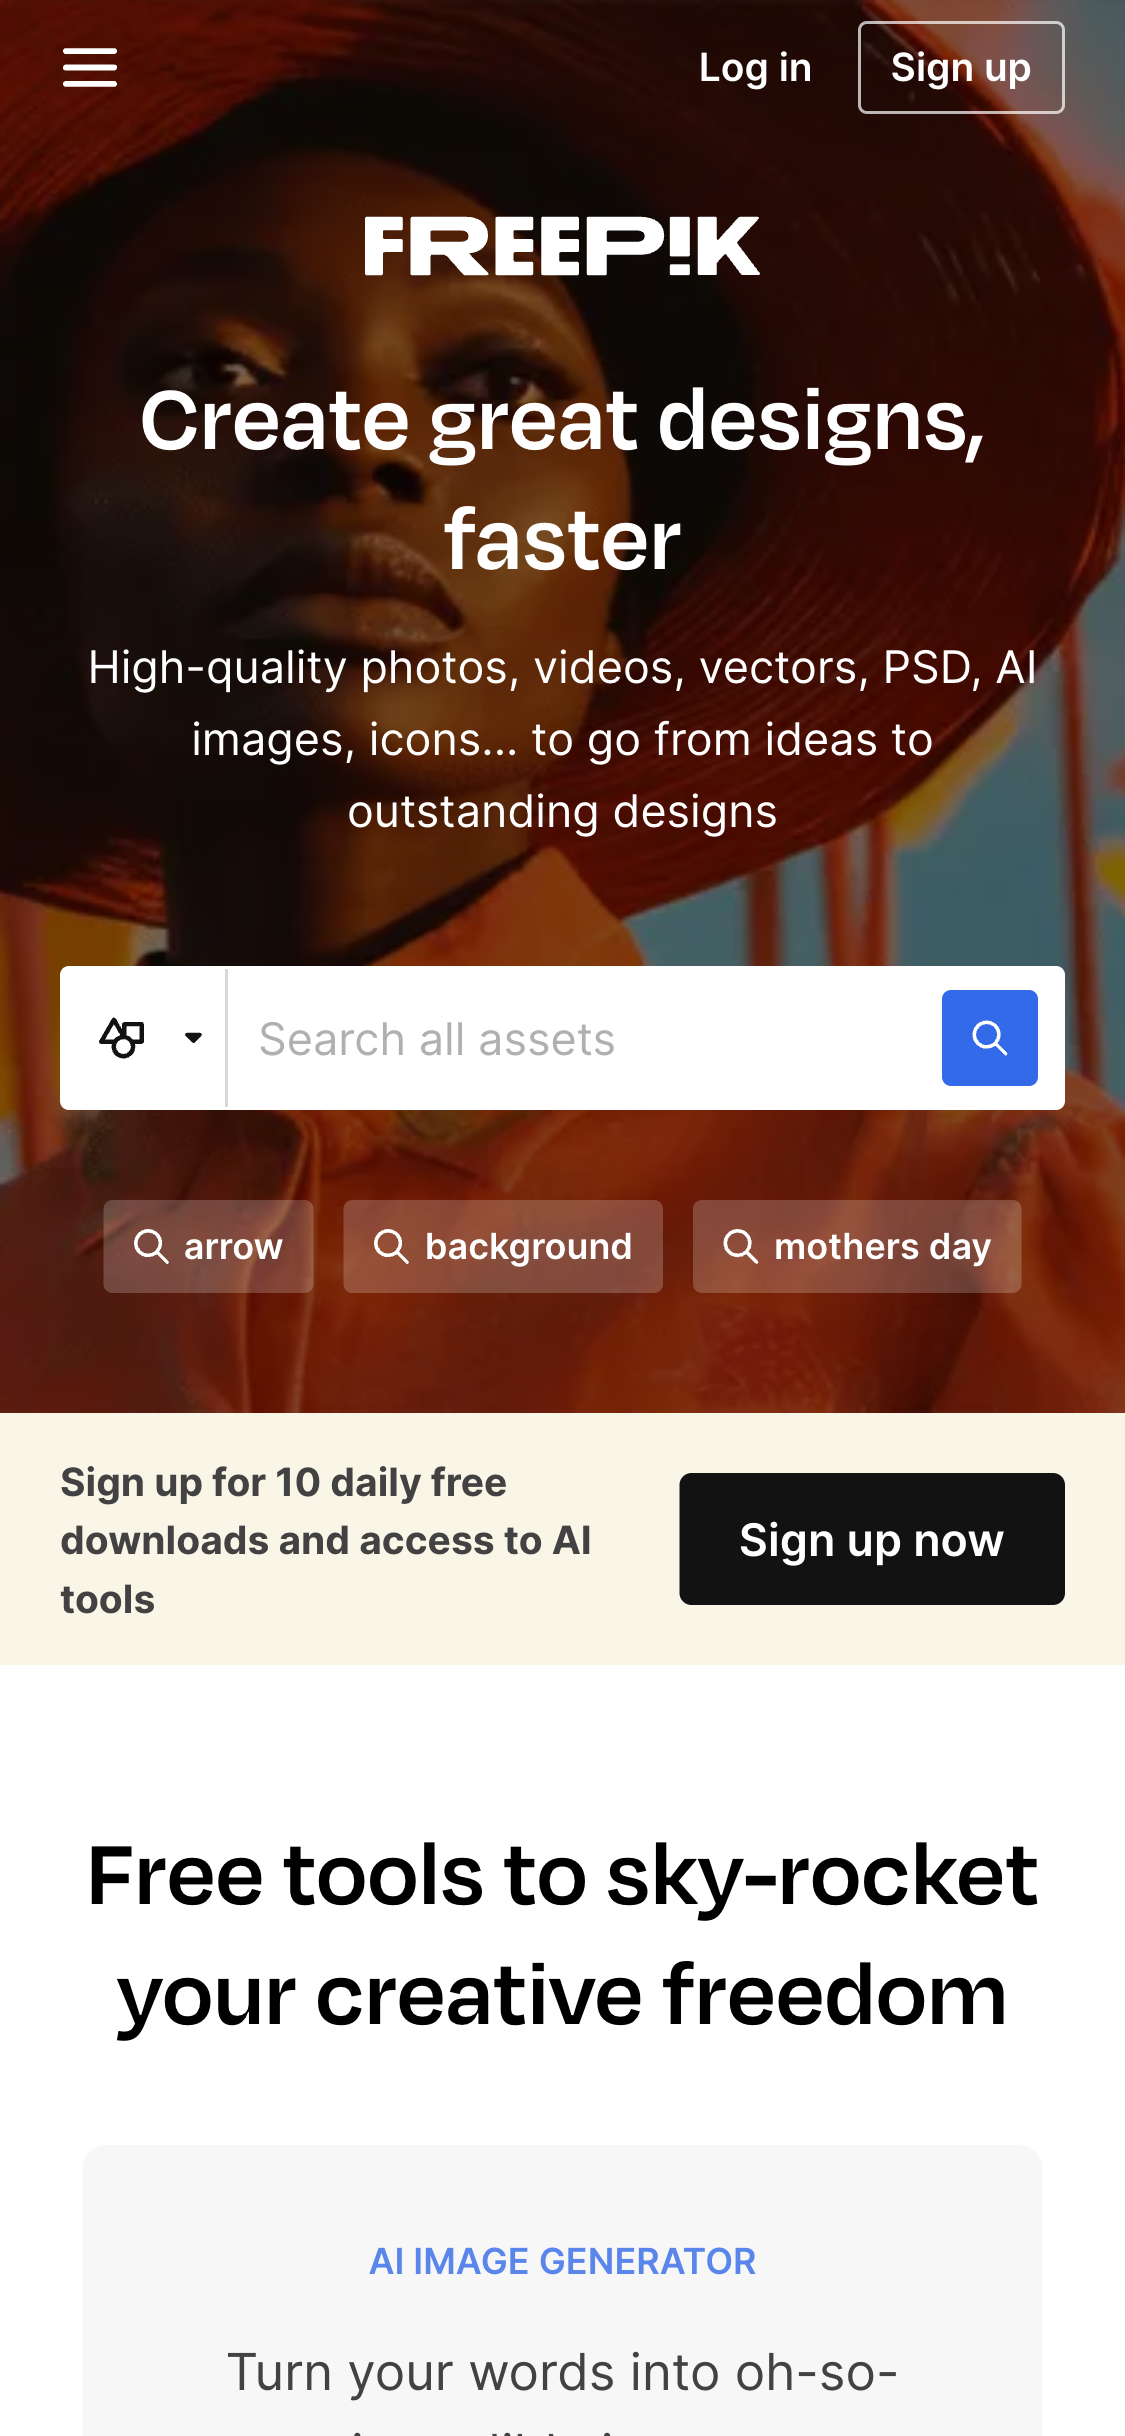 Log in
Sign up
FREEP!K
Create great designs,
faster
High-quality photos, videos, vectors, PSD, AI
images, icons... to go from ideas to
outstanding designs
Search all assets
arrow
background
mothers day
Sign up for 10 daily free
downloads and access to AI
tools
Sign up now
Free tools to sky-rocket
your creative freedom
AI IMAGE GENERATOR
Turn your words into oh-so-